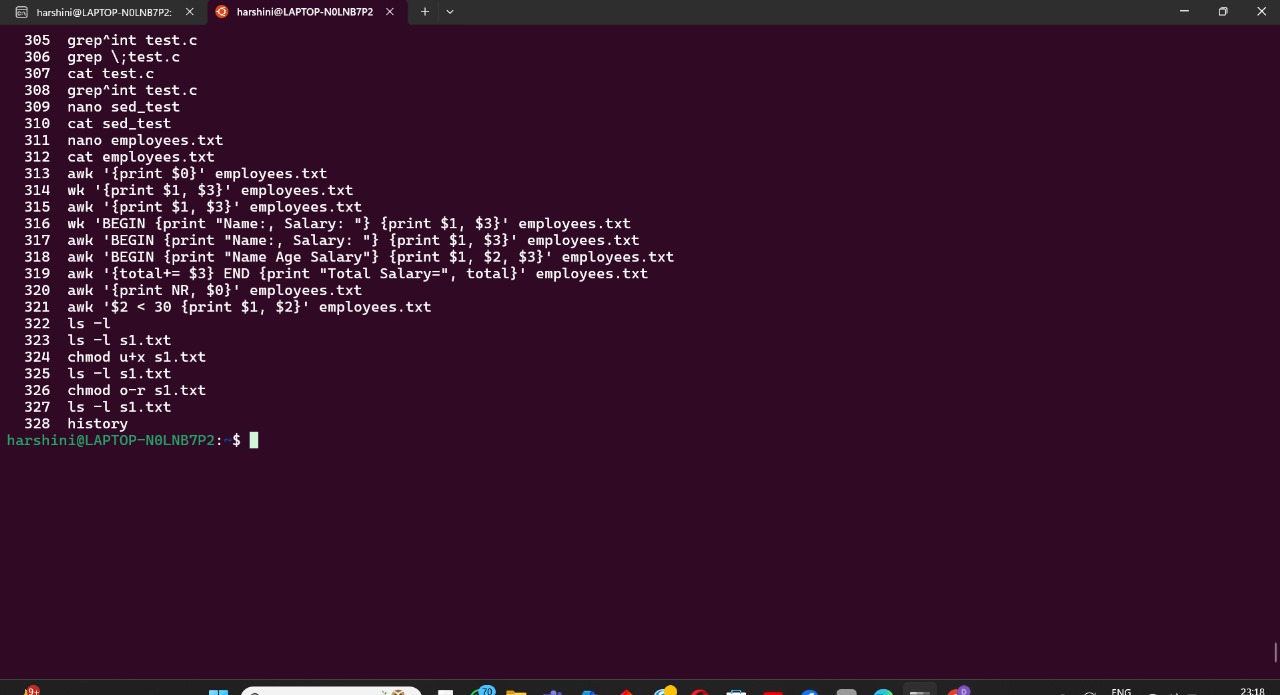 harshini@LAPTOP-N0LNB7P2:
harshini@LAPTOP-N0LNB7P2
305 grep^int test.c
306 grep \;test.c
307 cat test.c
308 grep^int test.c
309 nano sed_test
310 cat sed_test
311 nano employees.txt
312 cat employees.txt
313 awk '{print $0}' employees.txt
314 wk '{print $1, $3}' employees.txt
315 awk '{print $1, $3}' employees.txt
316 wk 'BEGIN {print "Name:, Salary: "} {print $1, $3}' employees.txt
317 awk 'BEGIN {print "Name:, Salary: "} {print $1, $3}' employees.txt
318 awk 'BEGIN {print "Name Age Salary"} {print $1, $2, $3}' employees.txt
319 awk '{total+= $3} END {print "Total Salary=", total}' employees.txt
320 awk '{print NR, $0}' employees.txt
321 awk '$2 < 30 {print $1, $2}' employees.txt
322 ls -l
323 ls -l s1.txt
324 chmod u+x s1.txt
325 ls -l s1.txt
326 chmod o-r s1.txt
327 ls -l s1.txt
328 history
harshini@LAPTOP-N0LNB7P2:~$
9+
70
ENG
23:18